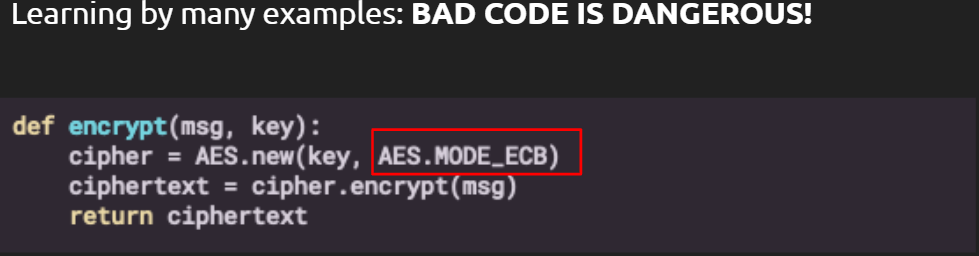 Learning by many examples: BAD CODE IS DANGEROUS!
def encrypt(msg, key):
    cipher = AES.new(key, AES.MODE_ECB)
    ciphertext = cipher.encrypt(msg)
    return ciphertext